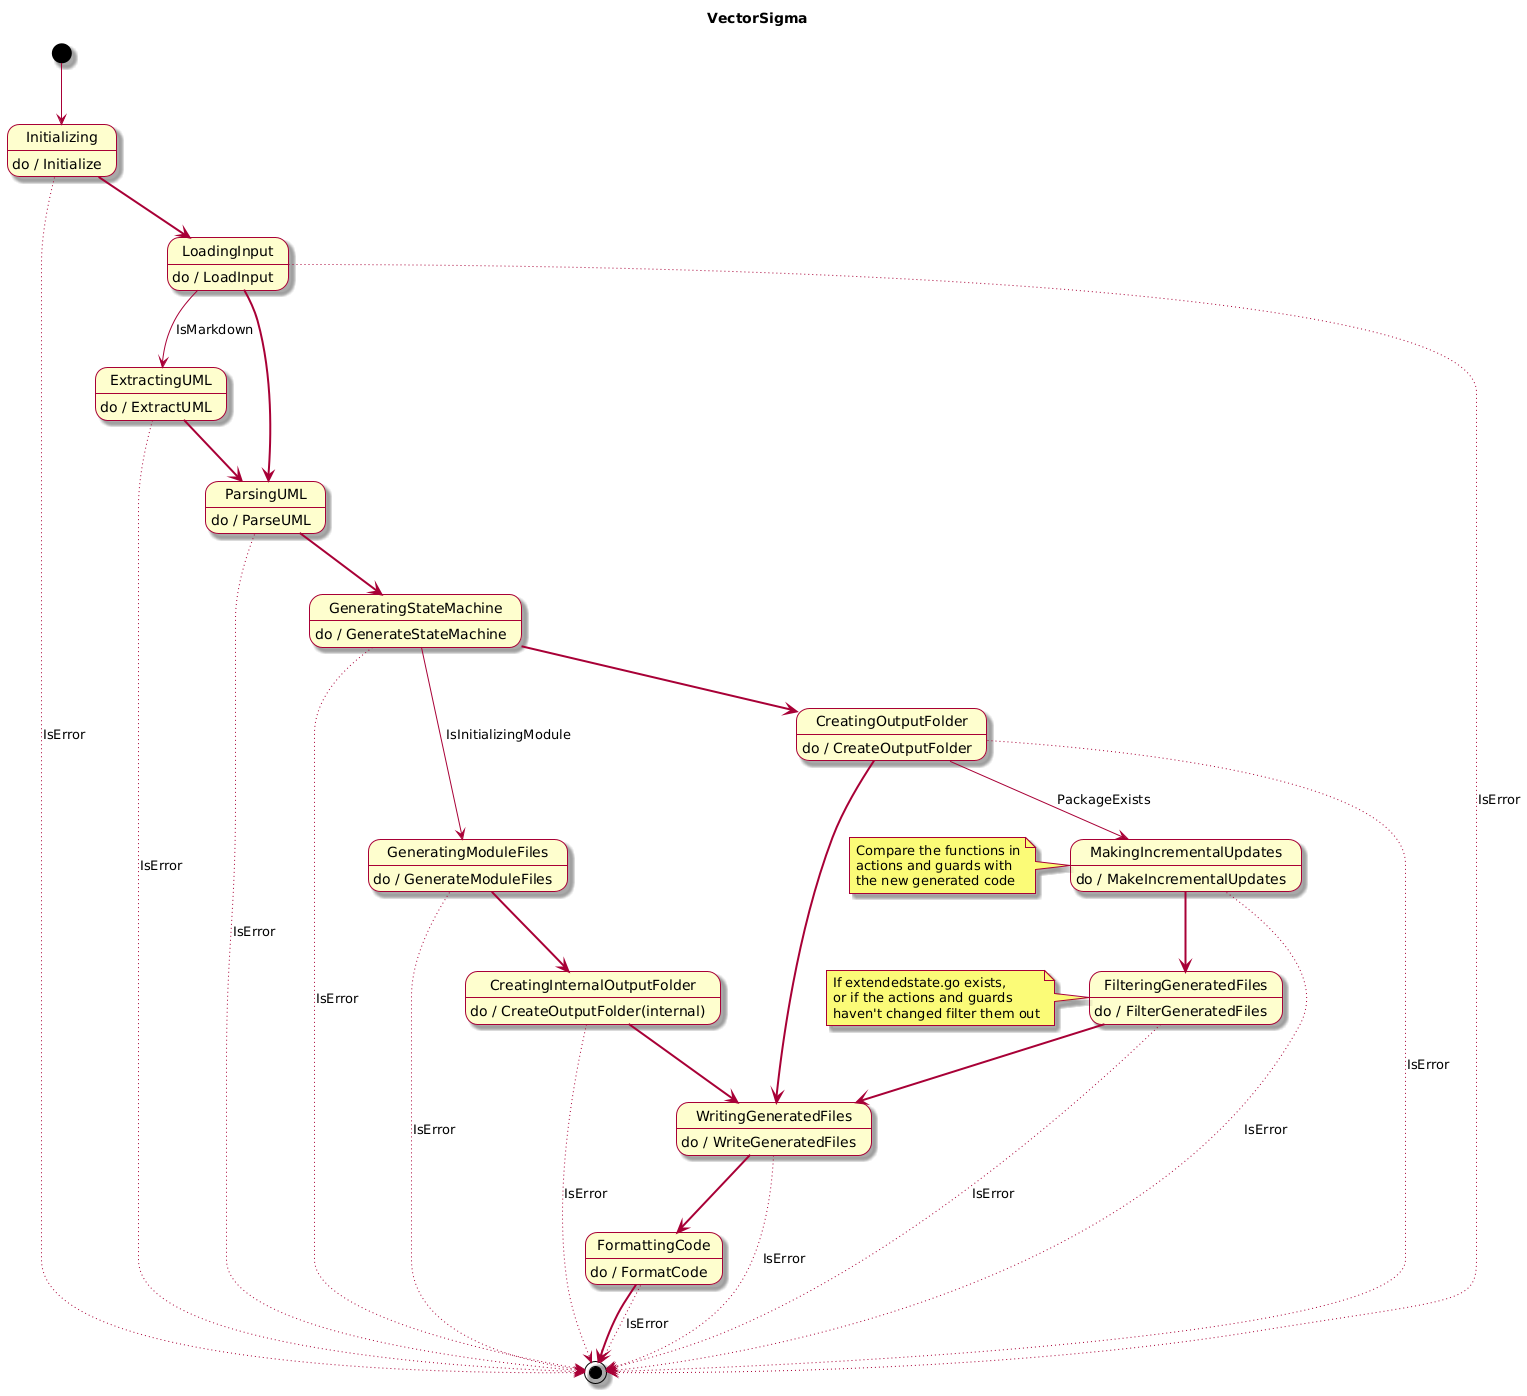 VectorSigma
Initializing
do / Initialize
LoadingInput
do / LoadInput
IsMarkdown
ExtractingUML
do / ExtractUML
ParsingUML
do / ParseUML
GeneratingStateMachine
do / GenerateStateMachine
CreatingOutputFolder
do / CreateOutputFolder
IsError
IsInitializingModule
PackageExists
IsError
GeneratingModuleFiles
do / GenerateModuleFiles
Compare the functions in
actions and guards with
the new generated code
MakingIncrementalUpdates
do / MakeIncrementalUpdates
IsError
IsError
IsError
CreatingInternalOutputFolder
do / CreateOutputFolder(internal)
If extendedstate.go exists,
or if the actions and guards
haven't changed filter them out
FilteringGeneratedFiles
do / FilterGeneratedFiles
IsError
IsError
WritingGeneratedFiles
do / WriteGeneratedFiles
IsError
IsError
IsError
FormattingCode
do / FormatCode
IsError
IsError